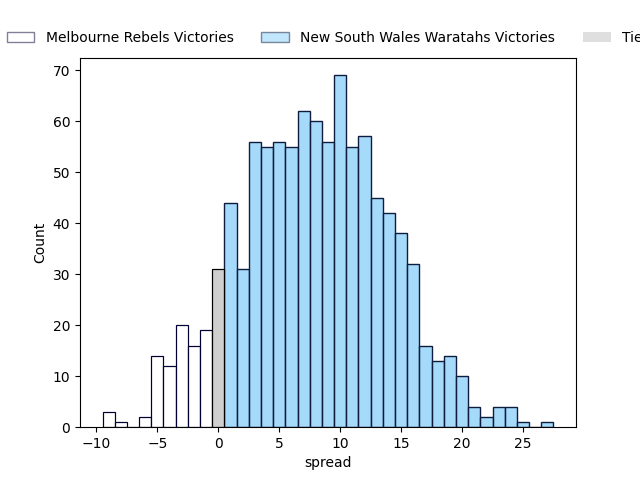 Melbourne Rebels Victories New South Wales Waratahs Victories Tie
70
60
50
40
30
20
10
0
Count
−10 −5 0 5 10 15 20 25
spread